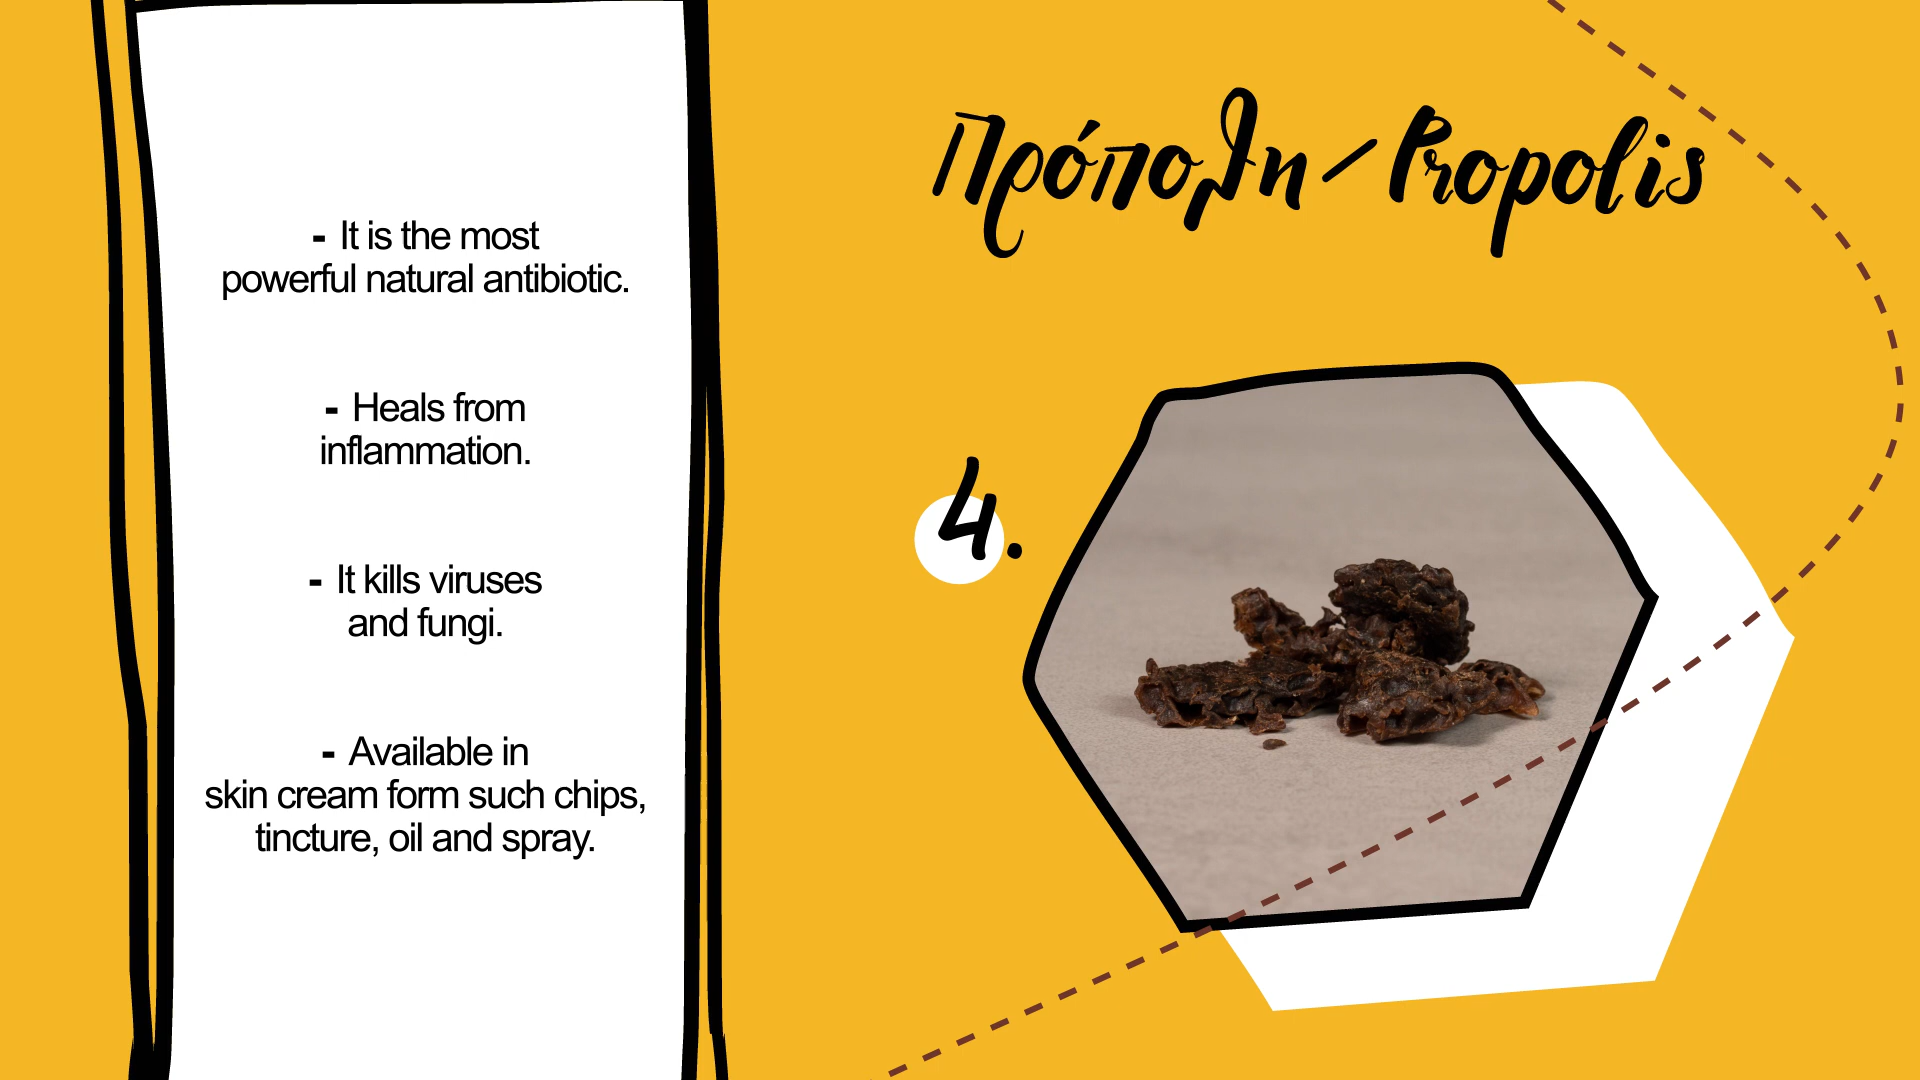 Πρόπολη / Propolis
- It is the most
powerful natural antibiotic.
- Heals from
inflammation.
- It kills viruses
and fungi.
- Available in
skin cream form such chips,
tincture, oil and spray.
4.